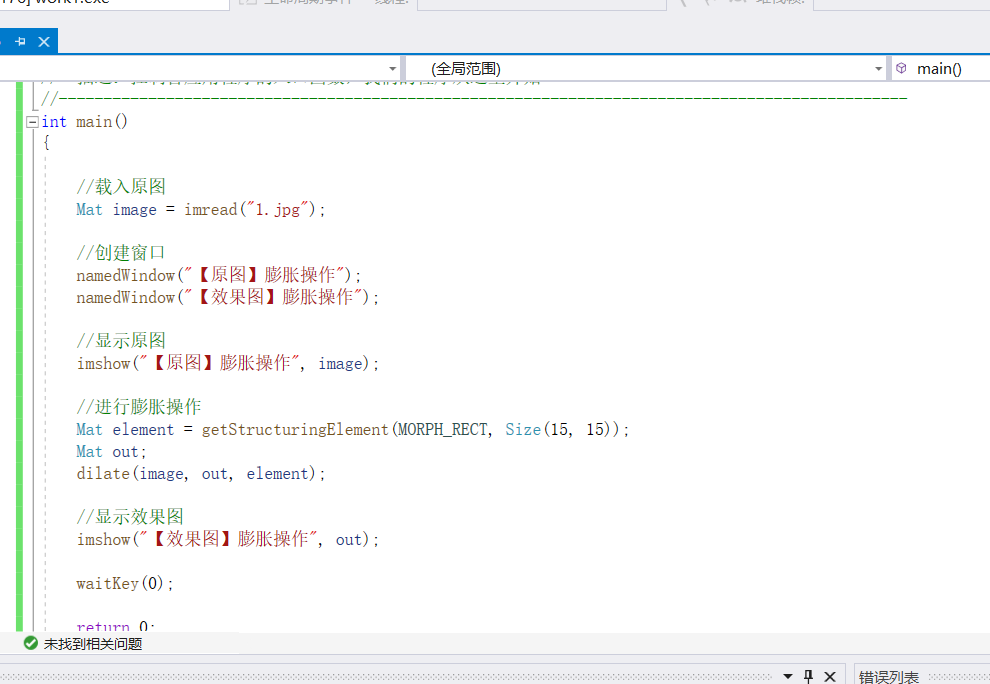 work1.exe
(全局范围)
main()
//
int main()
{
//载入原图
Mat image = imread("1.jpg");
//创建窗口
namedWindow("【原图】膨胀操作");
namedWindow("【效果图】膨胀操作");
//显示原图
imshow("【原图】膨胀操作", image);
//进行膨胀操作
Mat element = getStructuringElement(MORPH_RECT, Size(15, 15));
Mat out;
dilate(image, out, element);
//显示效果图
imshow("【效果图】膨胀操作", out);
waitKey(0);
return 0;
未找到相关问题
错误列表